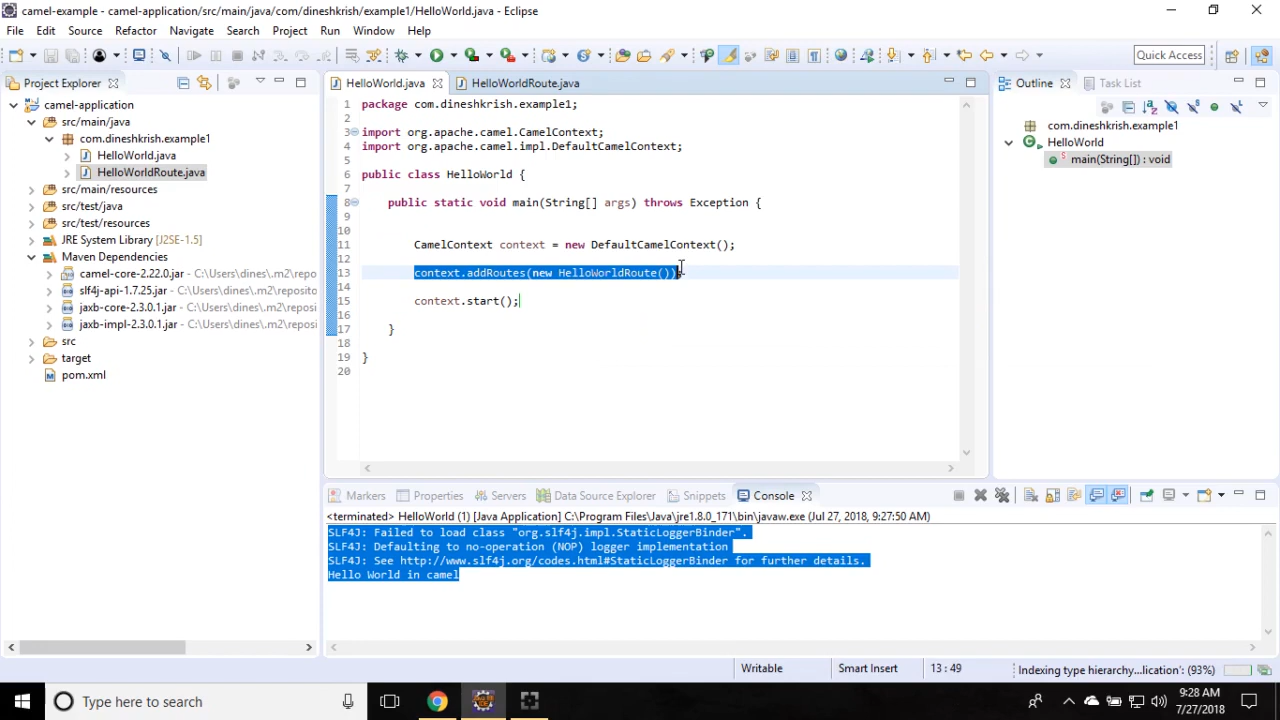 camel-example - camel-application/src/main/java/com/dineshkrish/example1/HelloWorld.java - Eclipse
File Edit Source Refactor Navigate Search Project Run Window Help
Quick Access
Project Explorer
camel-application
src/main/java
com.dineshkrish.example1
HelloWorld.java
HelloWorldRoute.java
src/main/resources
src/test/java
src/test/resources
JRE System Library [J2SE-1.5]
Maven Dependencies
camel-core-2.22.0.jar - C:\Users\dines\.m2\repo
slf4j-api-1.7.25.jar - C:\Users\dines\.m2\reposito
jaxb-core-2.3.0.1.jar - C:\Users\dines\.m2\reposi
jaxb-impl-2.3.0.1.jar - C:\Users\dines\.m2\reposi
src
target
pom.xml
HelloWorld.java HelloWorldRoute.java
1 package com.dineshkrish.example1;
2
3 import org.apache.camel.CamelContext;
4 import org.apache.camel.impl.DefaultCamelContext;
5
6 public class HelloWorld {
7
8 public static void main(String[] args) throws Exception {
9
10
11 CamelContext context = new DefaultCamelContext();
12
13 context.addRoutes(new HelloWorldRoute());
14
15 context.start();
16
17 }
18
19 }
20
Outline Task List
com.dineshkrish.example1
HelloWorld
main(String[]) : void
Markers Properties Servers Data Source Explorer Snippets Console
<terminated> HelloWorld (1) [Java Application] C:\Program Files\Java\jre1.8.0_171\bin\javaw.exe (Jul 27, 2018, 9:27:50 AM)
SLF4J: Failed to load class "org.slf4j.impl.StaticLoggerBinder".
SLF4J: Defaulting to no-operation (NOP) logger implementation
SLF4J: See http://www.slf4j.org/codes.html#StaticLoggerBinder for further details.
Hello World in camel
Writable Smart Insert 13 : 49 Indexing type hierarchy...lication': (93%)
Type here to search
9:28 AM
7/27/2018